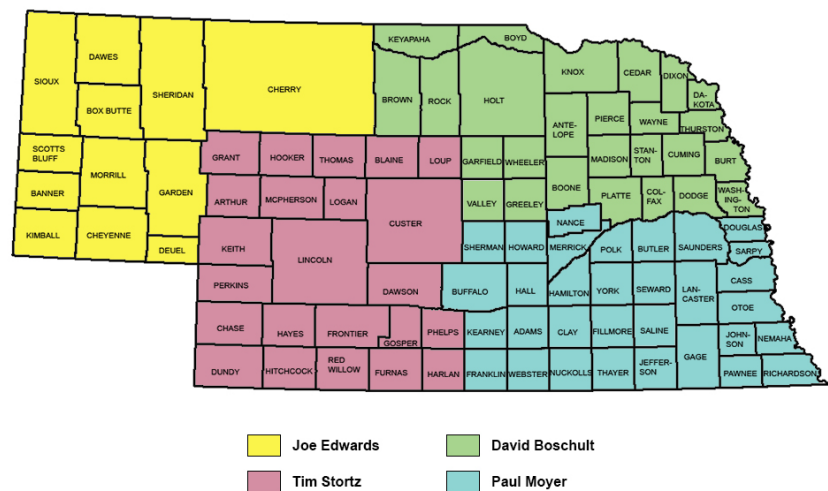 KEYAPAHA
BOYD
DAWES
SIOUX
SHERIDAN
CHERRY
KNOX
CEDAR
DIXON
DA-
KOTA
BOX BUTTE
BROWN
ROCK
HOLT
ANTE-
LOPE
PIERCE
WAYNE
THURSTON
SCOTTS
BLUFF
MORRILL
GARDEN
GRANT
HOOKER
THOMAS
BLAINE
LOUP
GARFIELD
WHEELER
MADISON
STAN-
TON
CUMING
BURT
BANNER
ARTHUR
MCPHERSON
LOGAN
CUSTER
VALLEY
GREELEY
BOONE
PLATTE
COL-
FAX
DODGE
WASH-
ING-
TON
KIMBALL
CHEYENNE
DEUEL
KEITH
LINCOLN
SHERMAN
HOWARD
NANCE
MERRICK
POLK
BUTLER
SAUNDERS
DOUGLAS
SARPY
PERKINS
DAWSON
BUFFALO
HALL
HAMILTON
YORK
SEWARD
LAN-
CASTER
CASS
OTOE
CHASE
HAYES
FRONTIER
GOSPER
PHELPS
KEARNEY
ADAMS
CLAY
FILLMORE
SALINE
GAGE
JOHN-
SON
NEMAHA
DUNDY
HITCHCOCK
RED
WILLOW
FURNAS
HARLAN
FRANKLIN
WEBSTER
NUCKOLLS
THAYER
JEFFER-
SON
PAWNEE
RICHARDSON
Joe Edwards
David Boschult
Tim Stortz
Paul Moyer